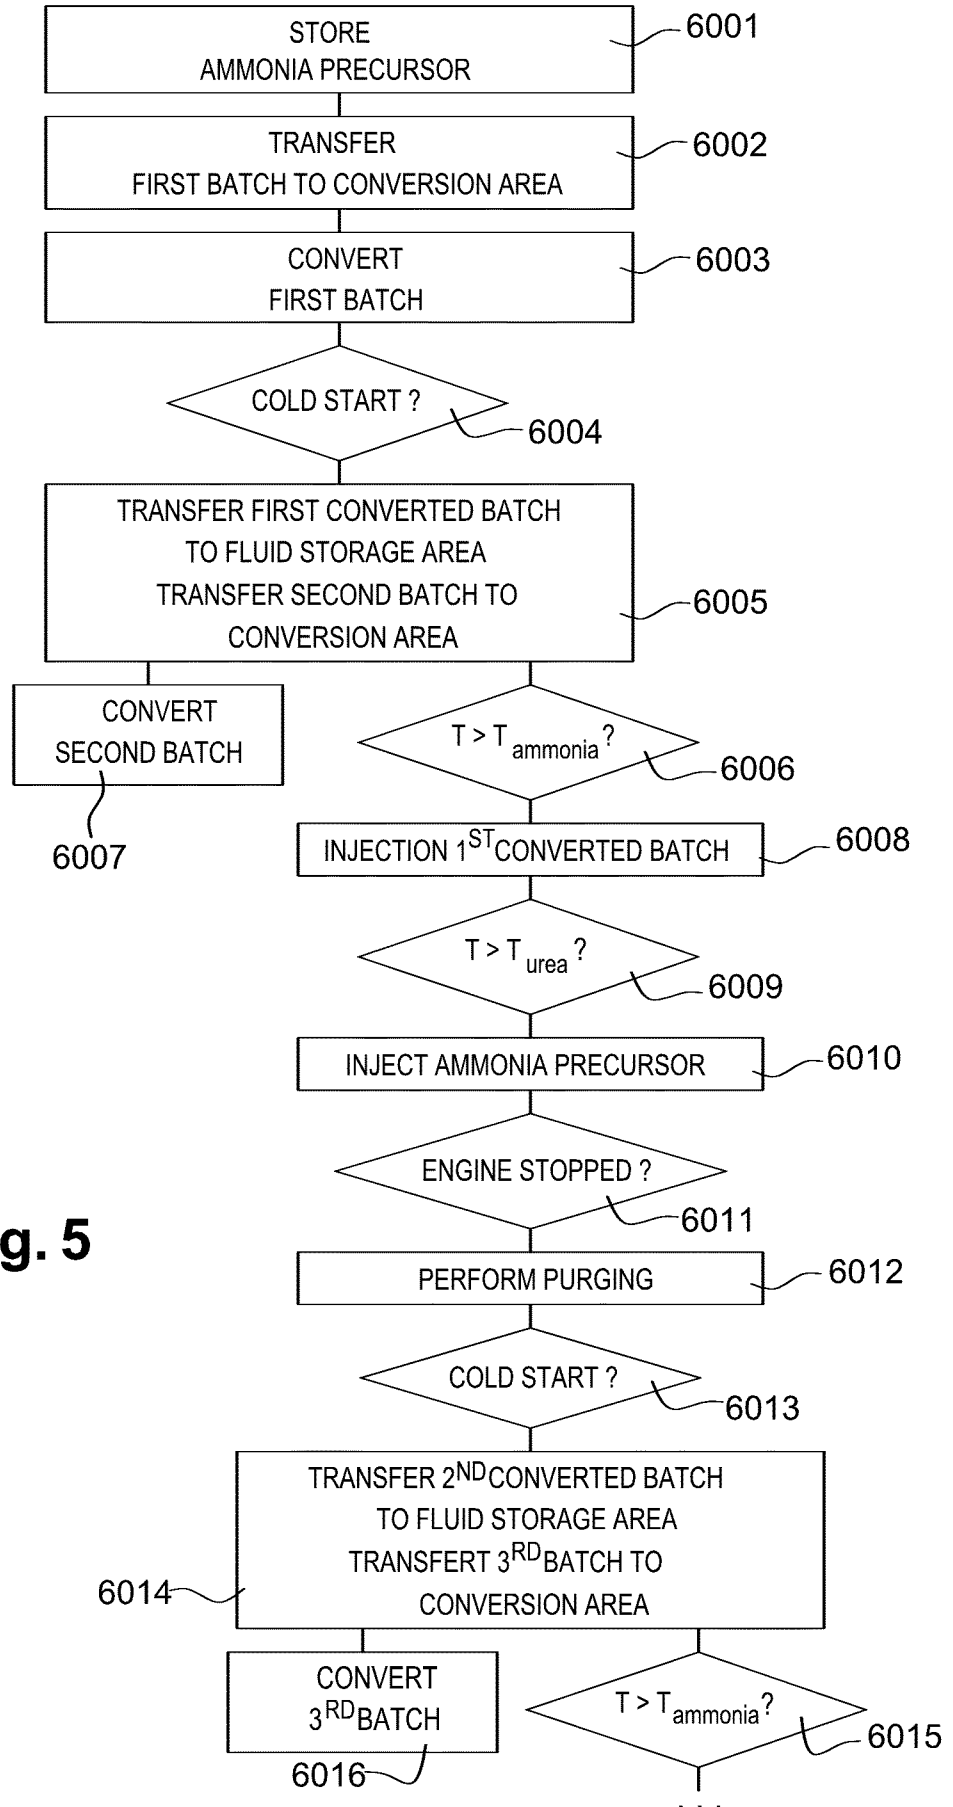 STORE
AMMONIA PRECURSOR
6001
TRANSFER
FIRST BATCH TO CONVERSION AREA
6002
CONVERT
FIRST BATCH
6003
COLD START ?
6004
TRANSFER FIRST CONVERTED BATCH
TO FLUID STORAGE AREA
TRANSFER SECOND BATCH TO
CONVERSION AREA
6005
CONVERT
SECOND BATCH
6007
T > T ammonia ?
6006
INJECTION 1ST CONVERTED BATCH
6008
T > T urea ?
6009
INJECT AMMONIA PRECURSOR
6010
ENGINE STOPPED ?
6011
g. 5
PERFORM PURGING
6012
COLD START ?
6013
TRANSFER 2ND CONVERTED BATCH
TO FLUID STORAGE AREA
TRANSFERT 3RD BATCH TO
CONVERSION AREA
6014
CONVERT
3RD BATCH
6016
T > T ammonia ?
6015